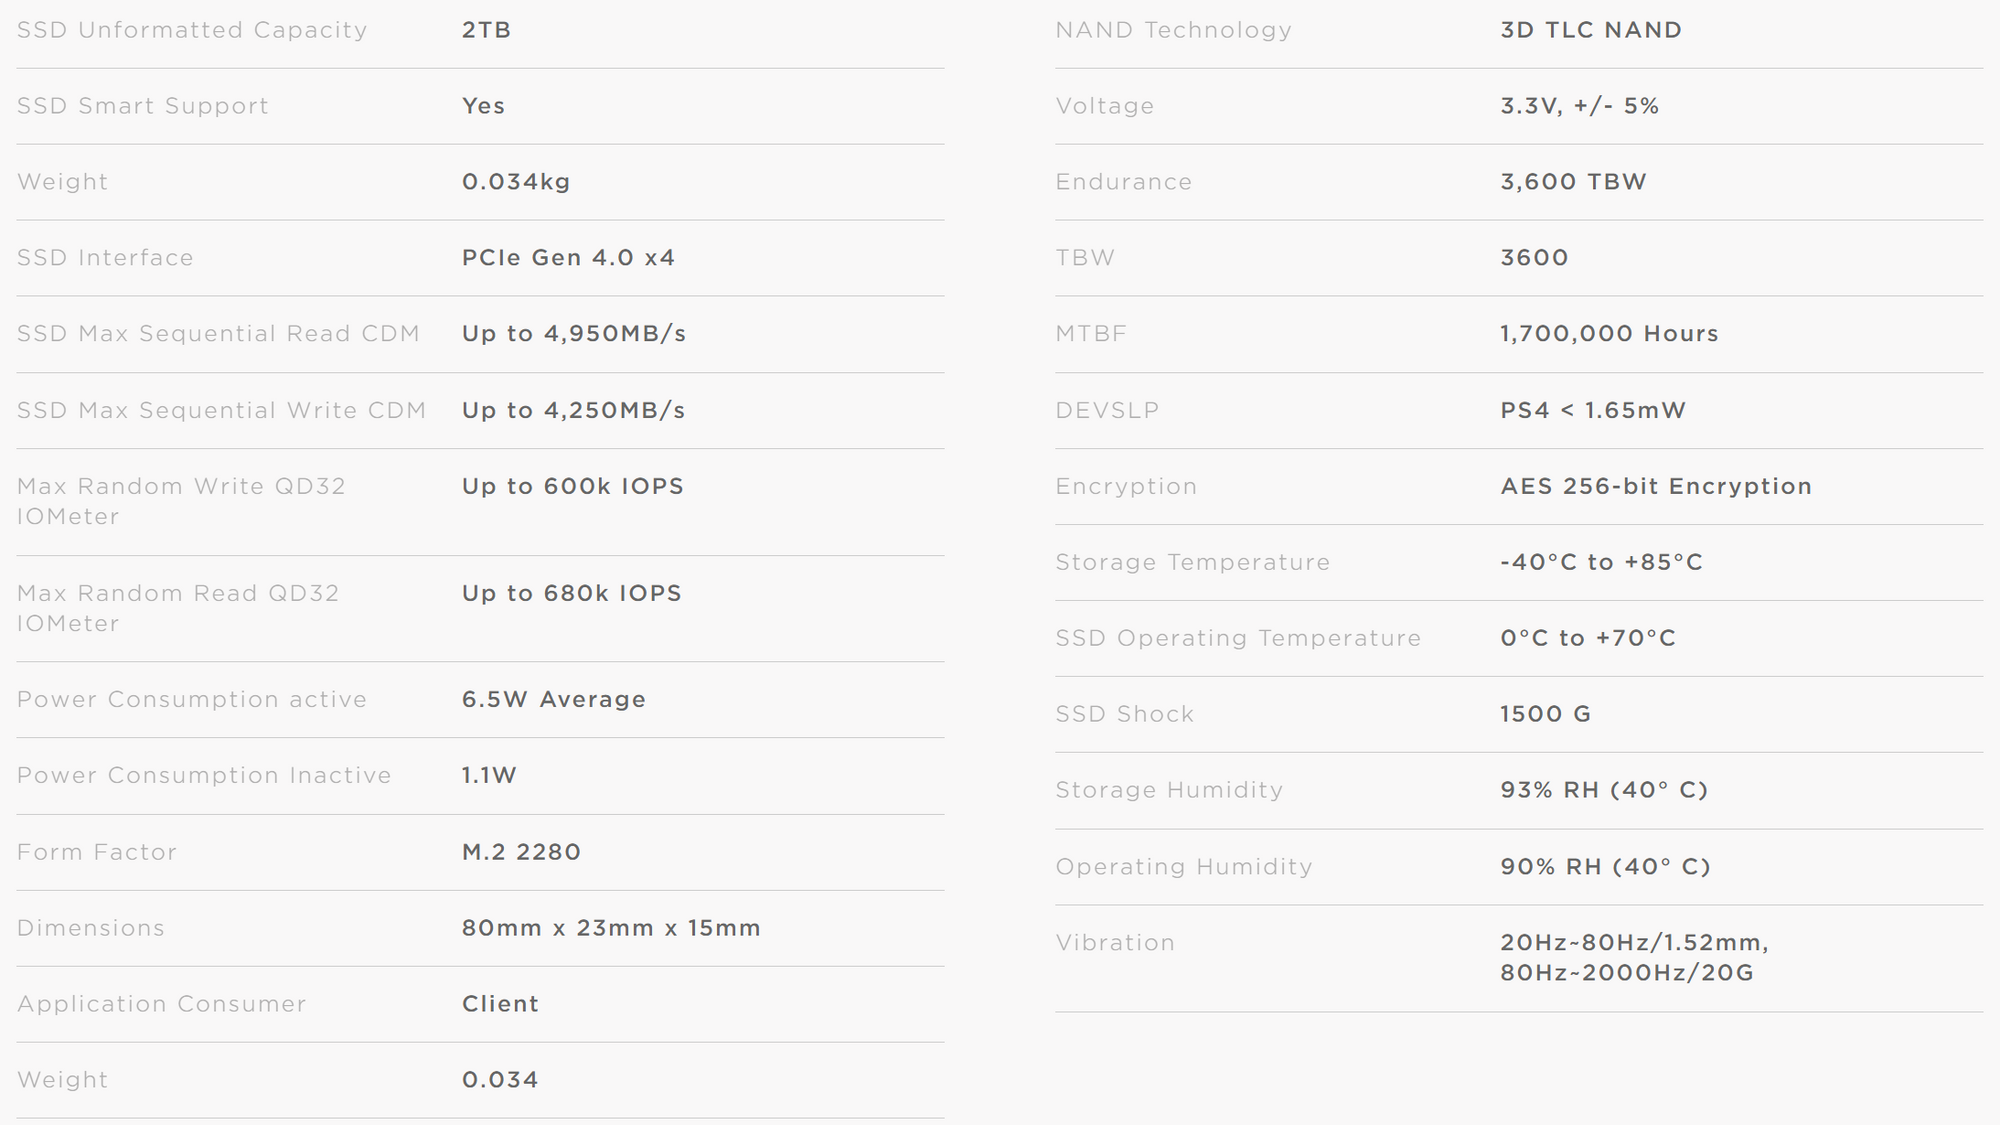 SSD Unformatted Capacity 2TB
SSD Smart Support Yes
Weight 0.034kg
SSD Interface PCIe Gen 4.0 x4
SSD Max Sequential Read CDM Up to 4,950MB/s
SSD Max Sequential Write CDM Up to 4,250MB/s
Max Random Write QD32 Up to 600k IOPS
IOMeter
Max Random Read QD32 Up to 680k IOPS
IOMeter
Power Consumption active 6.5W Average
Power Consumption Inactive 1.1W
Form Factor M.2 2280
Dimensions 80mm x 23mm x 15mm
Application Consumer Client
Weight 0.034
NAND Technology 3D TLC NAND
Voltage 3.3V, +/- 5%
Endurance 3,600 TBW
TBW 3600
MTBF 1,700,000 Hours
DEVSLP PS4 < 1.65mW
Encryption AES 256-bit Encryption
Storage Temperature -40°C to +85°C
SSD Operating Temperature 0°C to +70°C
SSD Shock 1500 G
Storage Humidity 93% RH (40° C)
Operating Humidity 90% RH (40° C)
Vibration 20Hz~80Hz/1.52mm,
80Hz~2000Hz/20G